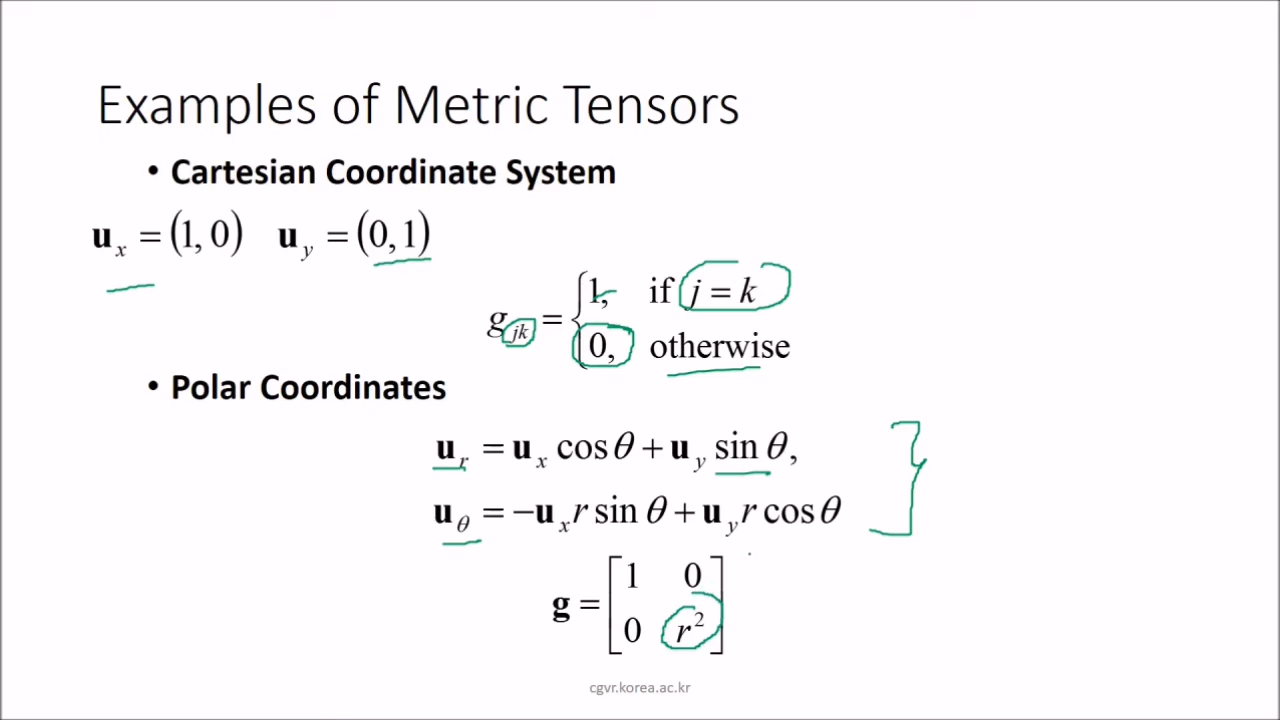 Examples of Metric Tensors
• Cartesian Coordinate System
u_x = (1, 0)   u_y = (0, 1)
g_jk = { 1, if j = k
0, otherwise
• Polar Coordinates
u_r = u_x cos θ + u_y sin θ,
u_θ = −u_x r sin θ + u_y r cos θ
g = [ 1 0
0 r² ]
cgvr.korea.ac.kr